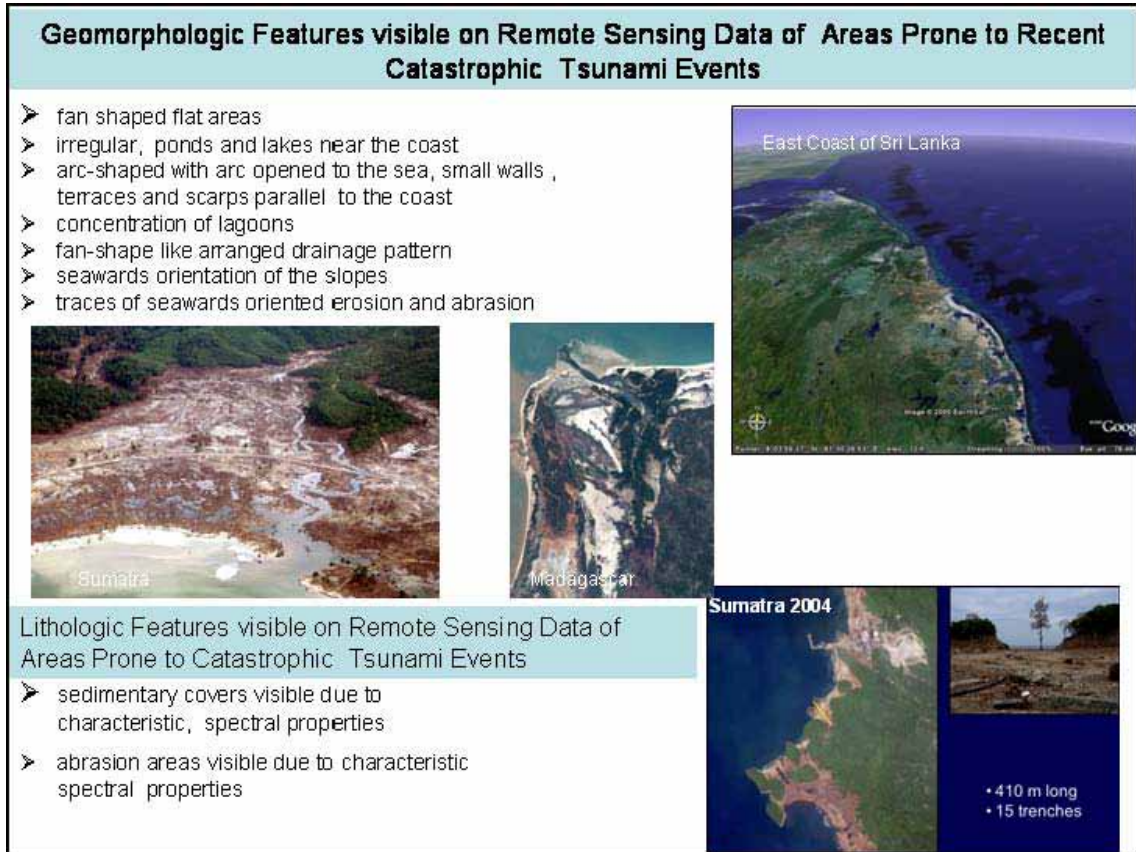 Geomorphologic Features visible on Remote Sensing Data of Areas Prone to Recent
Catastrophic Tsunami Events
➤ fan shaped flat areas
➤ irregular, ponds and lakes near the coast
➤ arc-shaped with arc opened to the sea, small walls ,
terraces and scarps parallel to the coast
➤ concentration of lagoons
➤ fan-shape like arranged drainage pattern
➤ seawards orientation of the slopes
➤ traces of seawards oriented erosion and abrasion
East Coast of Sri Lanka
Goog
Sumatra
Madagascar
Lithologic Features visible on Remote Sensing Data of
Areas Prone to Catastrophic Tsunami Events
➤ sedimentary covers visible due to
characteristic, spectral properties
➤ abrasion areas visible due to characteristic
spectral properties
Sumatra 2004
• 410 m long
• 15 trenches